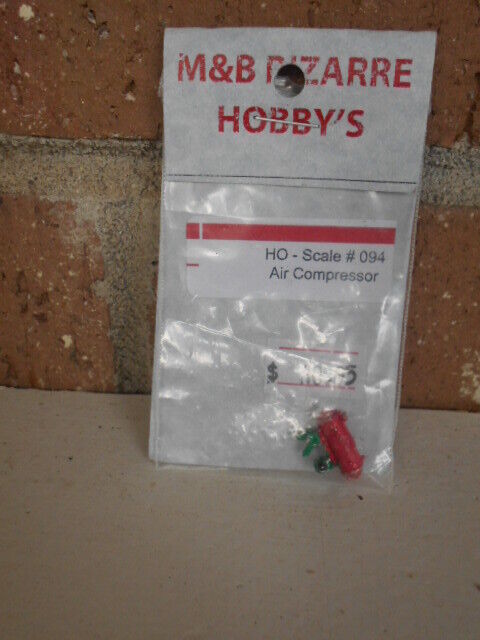 M&B BIZARRE
HOBBY'S
HO - Scale # 094
Air Compressor
$